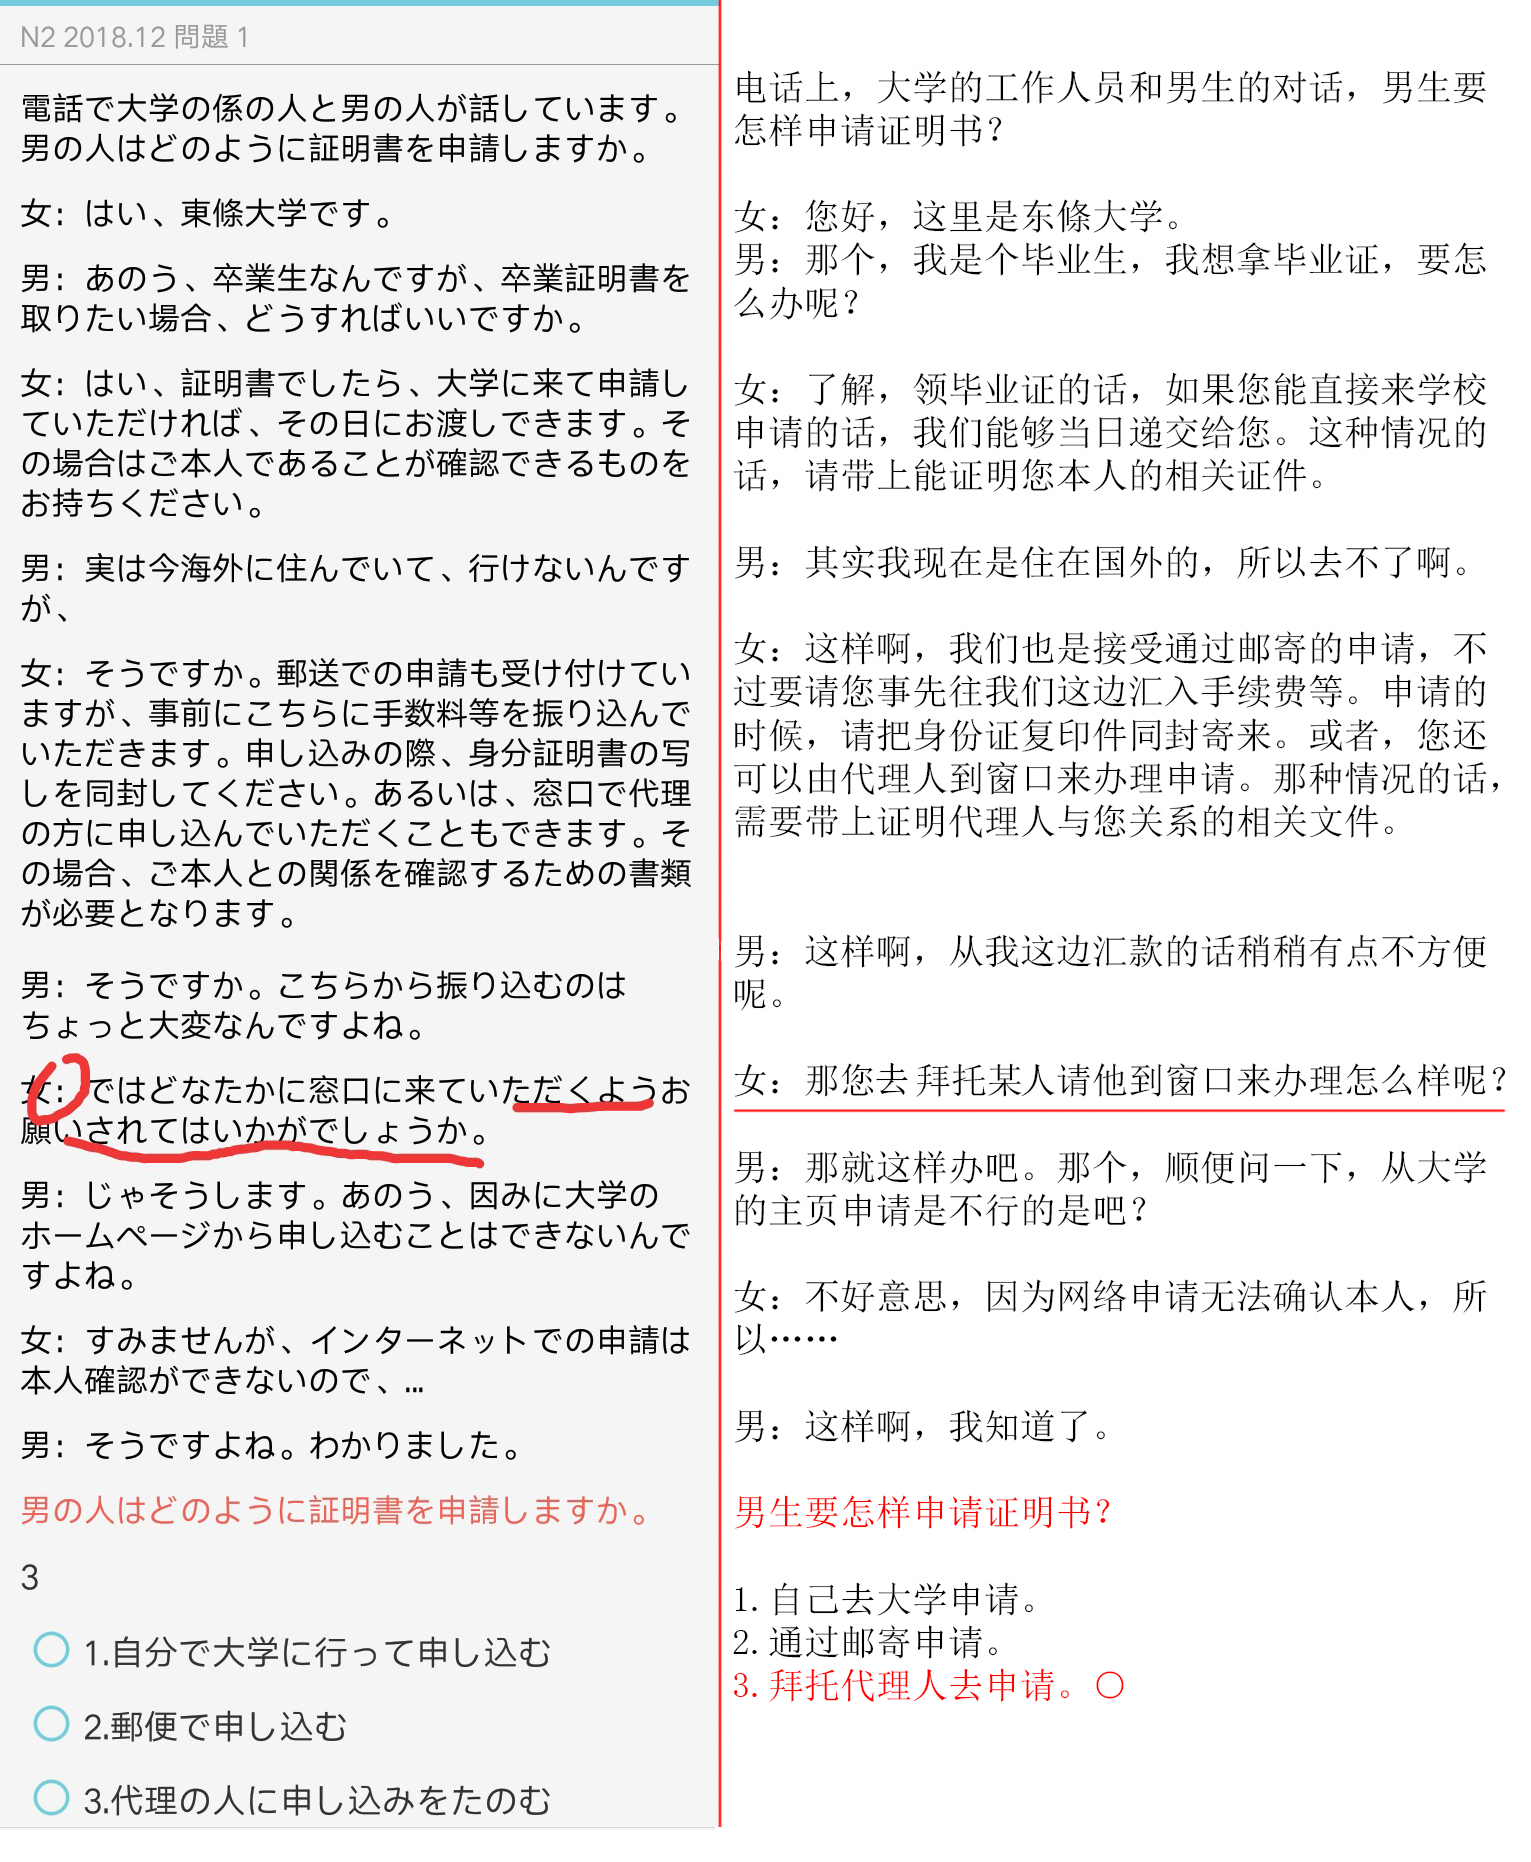 N2 2018.12 問題 1
電話で大学の係の人と男の人が話しています。
男の人はどのように証明書を申請しますか。
女：はい、東條大学です。
男：あのう、卒業生なんですが、卒業証明書を
取りたい場合、どうすればいいですか。
女：はい、証明書でしたら、大学に来て申請し
ていただければ、その日にお渡しできます。そ
の場合はご本人であることが確認できるものを
お持ちください。
男：実は今海外に住んでいて、行けないんです
が、
女：そうですか。郵送での申請も受け付けてい
ますが、事前にこちらに手数料等を振り込んで
いただきます。申し込みの際、身分証明書の写
しを同封してください。あるいは、窓口で代理
の方に申し込んでいただくこともできます。そ
の場合、ご本人との関係を確認するための書類
が必要となります。
男：そうですか。こちらから振り込むのは
ちょっと大変なんですよね。
女：ではどなたかに窓口に来ていただくようお
願いされてはいかがでしょうか。
男：じゃそうします。あのう、因みに大学の
ホームページから申し込むことはできないんで
すよね。
女：すみませんが、インターネットでの申請は
本人確認ができないので、...
男：そうですよね。わかりました。
男の人はどのように証明書を申請しますか。
3
1.自分で大学に行って申し込む
2.郵便で申し込む
3.代理の人に申し込みをたのむ
电话上，大学的工作人员和男生的对话，男生要
怎样申请证明书？
女：您好，这里是东條大学。
男：那个，我是个毕业生，我想拿毕业证，要怎
么办呢？
女：了解，领毕业证的话，如果您能直接来学校
申请的话，我们能够当日递交给您。这种情况的
话，请带上能证明您本人的相关证件。
男：其实我现在是住在国外的，所以去不了啊。
女：这样啊，我们也是接受通过邮寄的申请，不
过要请您事先往我们这边汇入手续费等。申请的
时候，请把身份证复印件同封寄来。或者，您还
可以由代理人到窗口来办理申请。那种情况的话，
需要带上证明代理人与您关系的相关文件。
男：这样啊，从我这边汇款的话稍稍有点不方便
呢。
女：那您去拜托某人请他到窗口来办理怎么样呢？
男：那就这样办吧。那个，顺便问一下，从大学
的主页申请是不行的是吧？
女：不好意思，因为网络申请无法确认本人，所
以……
男：这样啊，我知道了。
男生要怎样申请证明书？
1.自己去大学申请。
2.通过邮寄申请。
3.拜托代理人去申请。〇